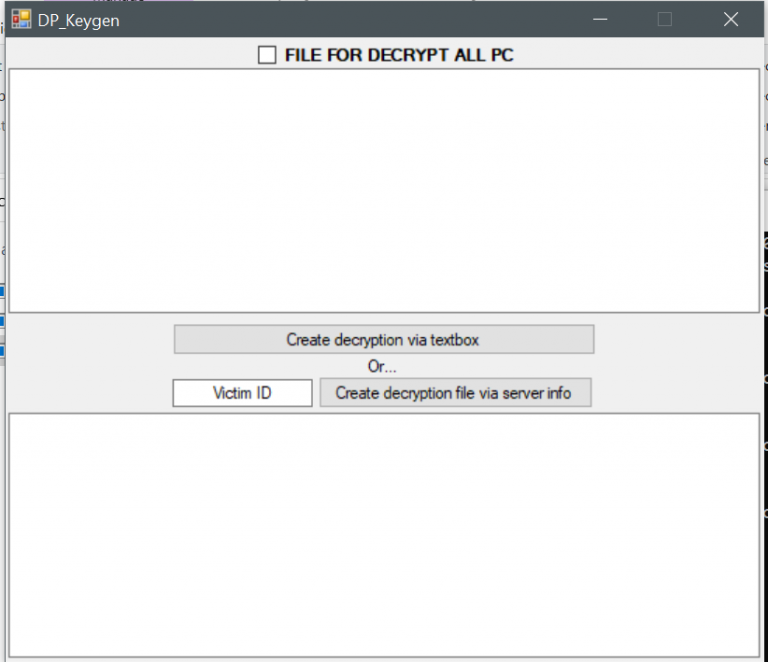 DP_Keygen
FILE FOR DECRYPT ALL PC
Create decryption via textbox
Or...
Victim ID Create decryption file via server info